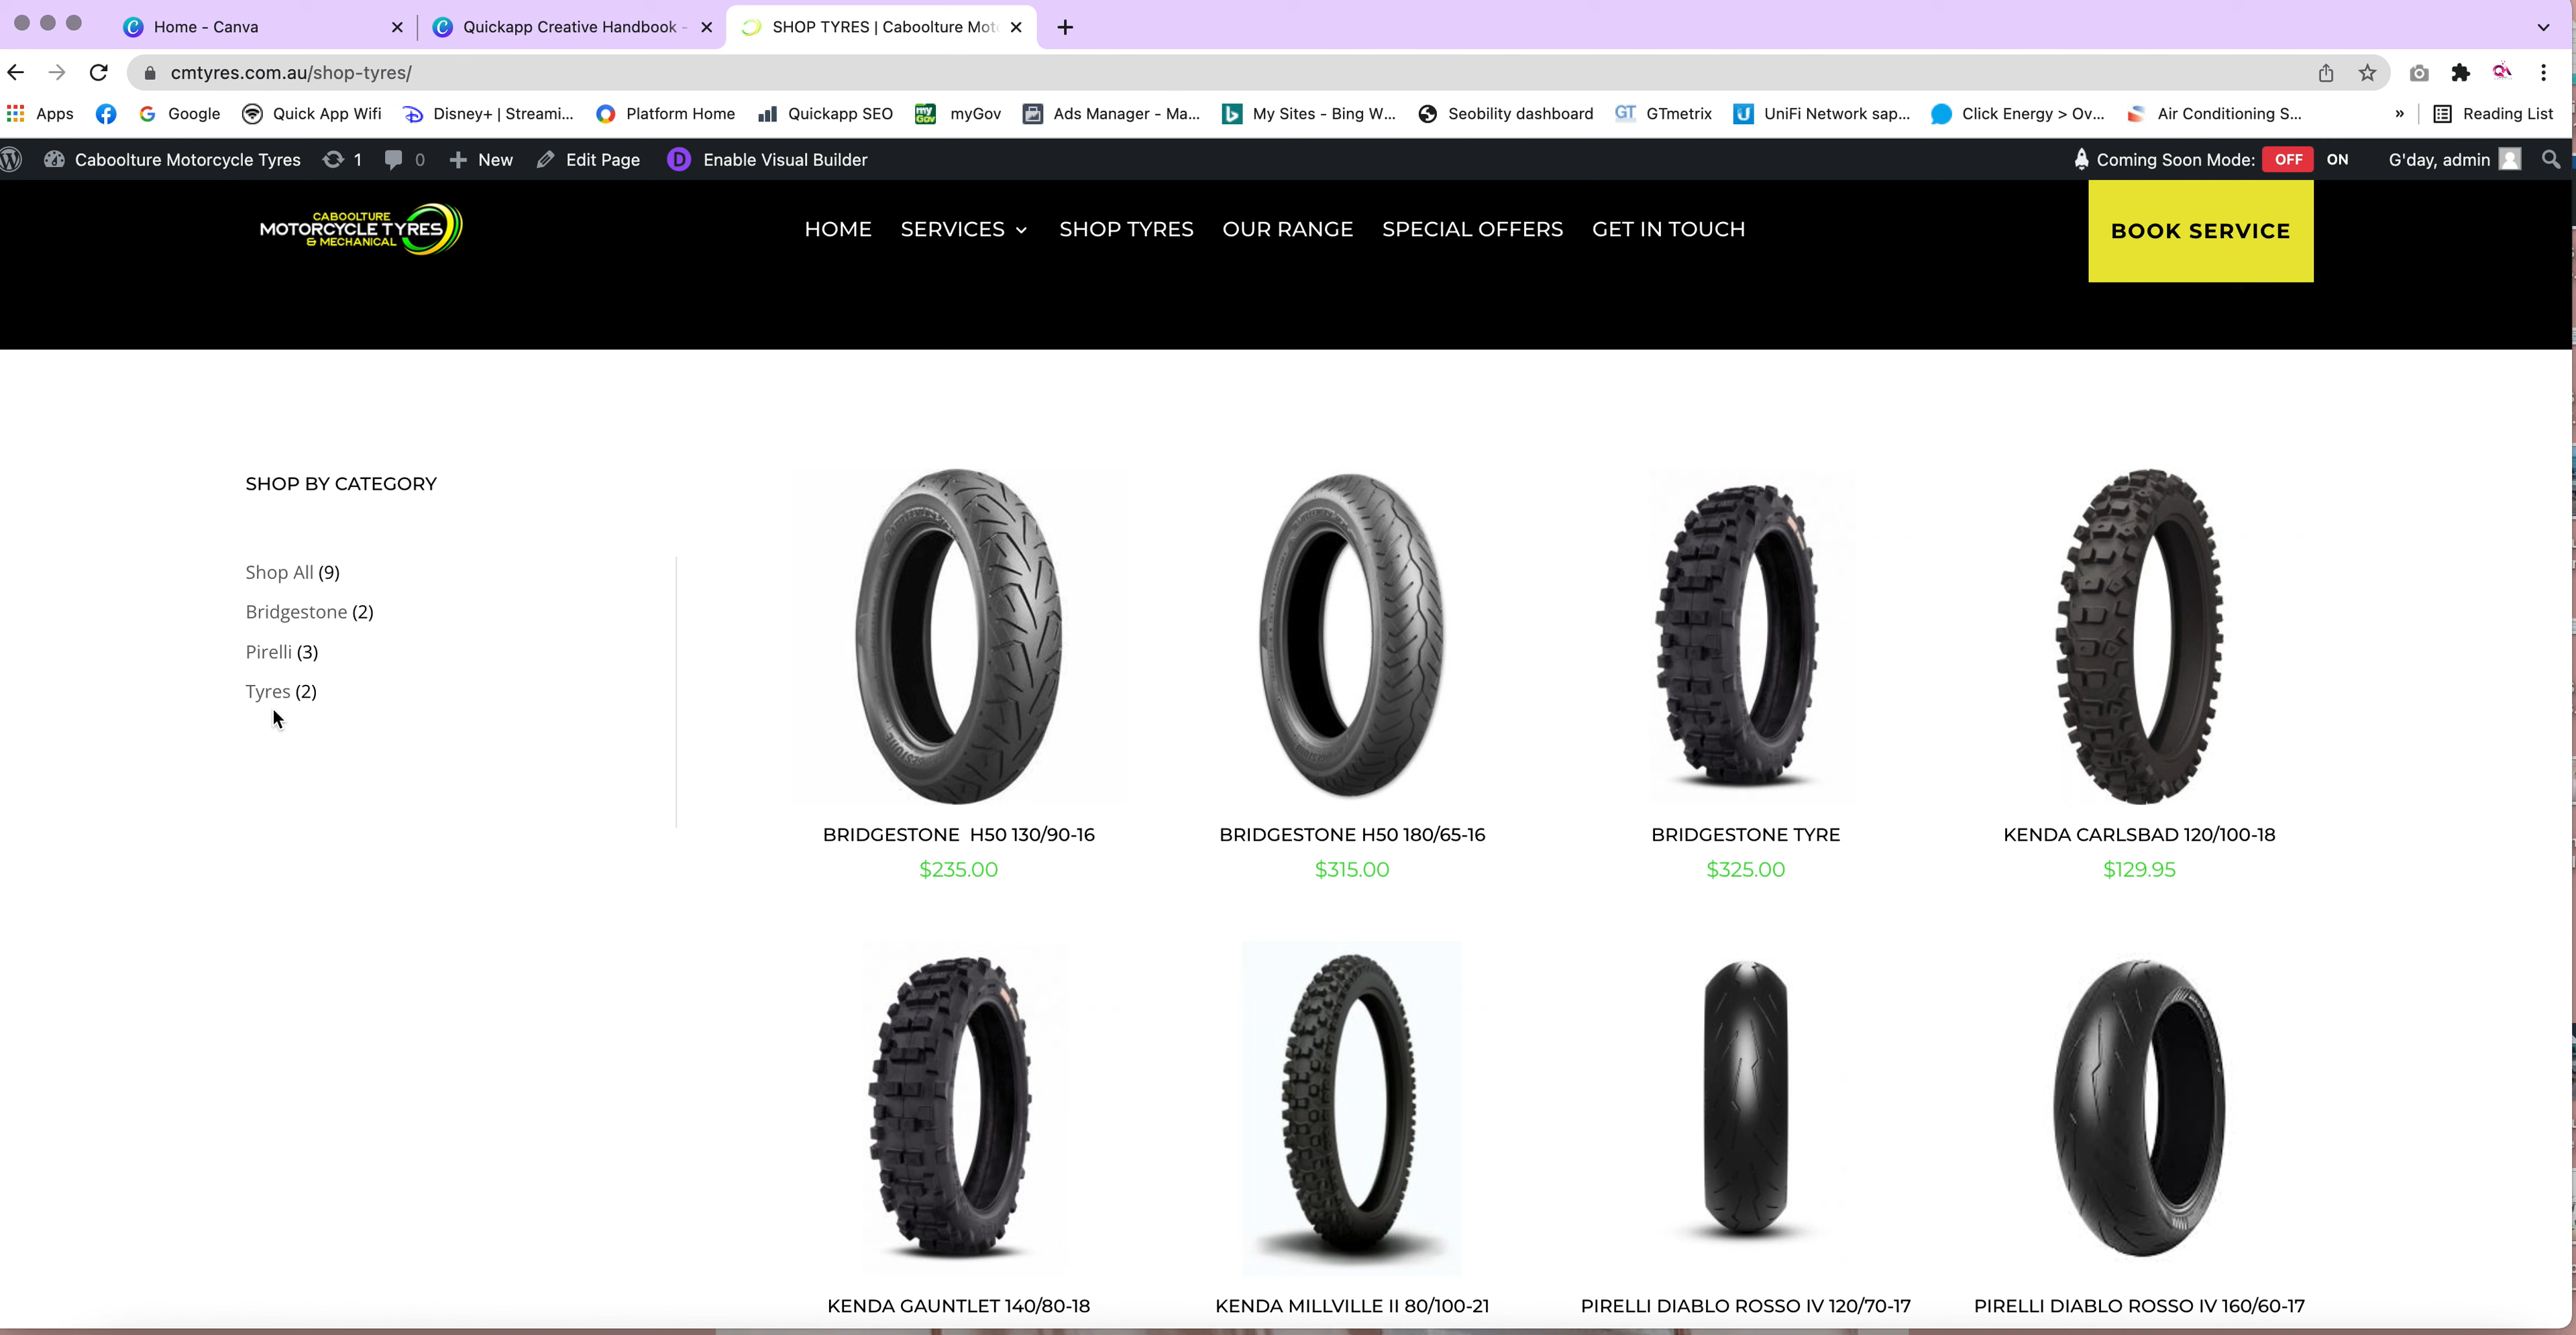 Home - Canva
Quickapp Creative Handbook -
SHOP TYRES | Caboolture Mot
cmtyres.com.au/shop-tyres/
Apps Google Quick App Wifi Disney+ | Streami... Platform Home Quickapp SEO myGov Ads Manager - Ma... My Sites - Bing W... Seobility dashboard GTmetrix UniFi Network sap... Click Energy > Ov... Air Conditioning S... » Reading List
Caboolture Motorcycle Tyres 1 0 New Edit Page Enable Visual Builder Coming Soon Mode: OFF ON G'day, admin
CABOOLTURE
MOTORCYCLE TYRES
& MECHANICAL
HOME SERVICES SHOP TYRES OUR RANGE SPECIAL OFFERS GET IN TOUCH
BOOK SERVICE
SHOP BY CATEGORY
Shop All (9)
Bridgestone (2)
Pirelli (3)
Tyres (2)
BRIDGESTONE H50 130/90-16
$235.00
BRIDGESTONE H50 180/65-16
$315.00
BRIDGESTONE TYRE
$325.00
KENDA CARLSBAD 120/100-18
$129.95
KENDA GAUNTLET 140/80-18
KENDA MILLVILLE II 80/100-21
PIRELLI DIABLO ROSSO IV 120/70-17
PIRELLI DIABLO ROSSO IV 160/60-17